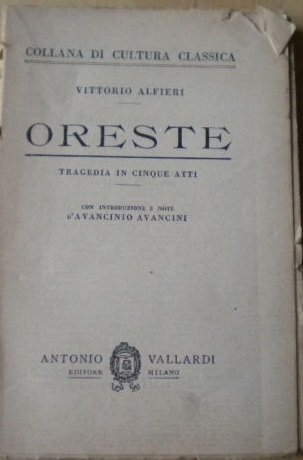 COLLANA DI CULTURA CLASSICA
VITTORIO ALFIERI
ORESTE
TRAGEDIA IN CINQUE ATTI
CON INTRODUZIONE E NOTE
D'AVANCINIO AVANCINI
ANTONIO VALLARDI
EDITORE MILANO